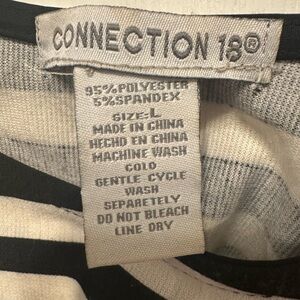 CONNECTION 18®
95%POLYESTER
5%SPANDEX
SIZE:L
MADE IN CHINA
HECHO EN CHINA
MACHINE WASH
COLD
GENTLE CYCLE
WASH
SEPARETELY
DO NOT BLEACH
LINE DRY